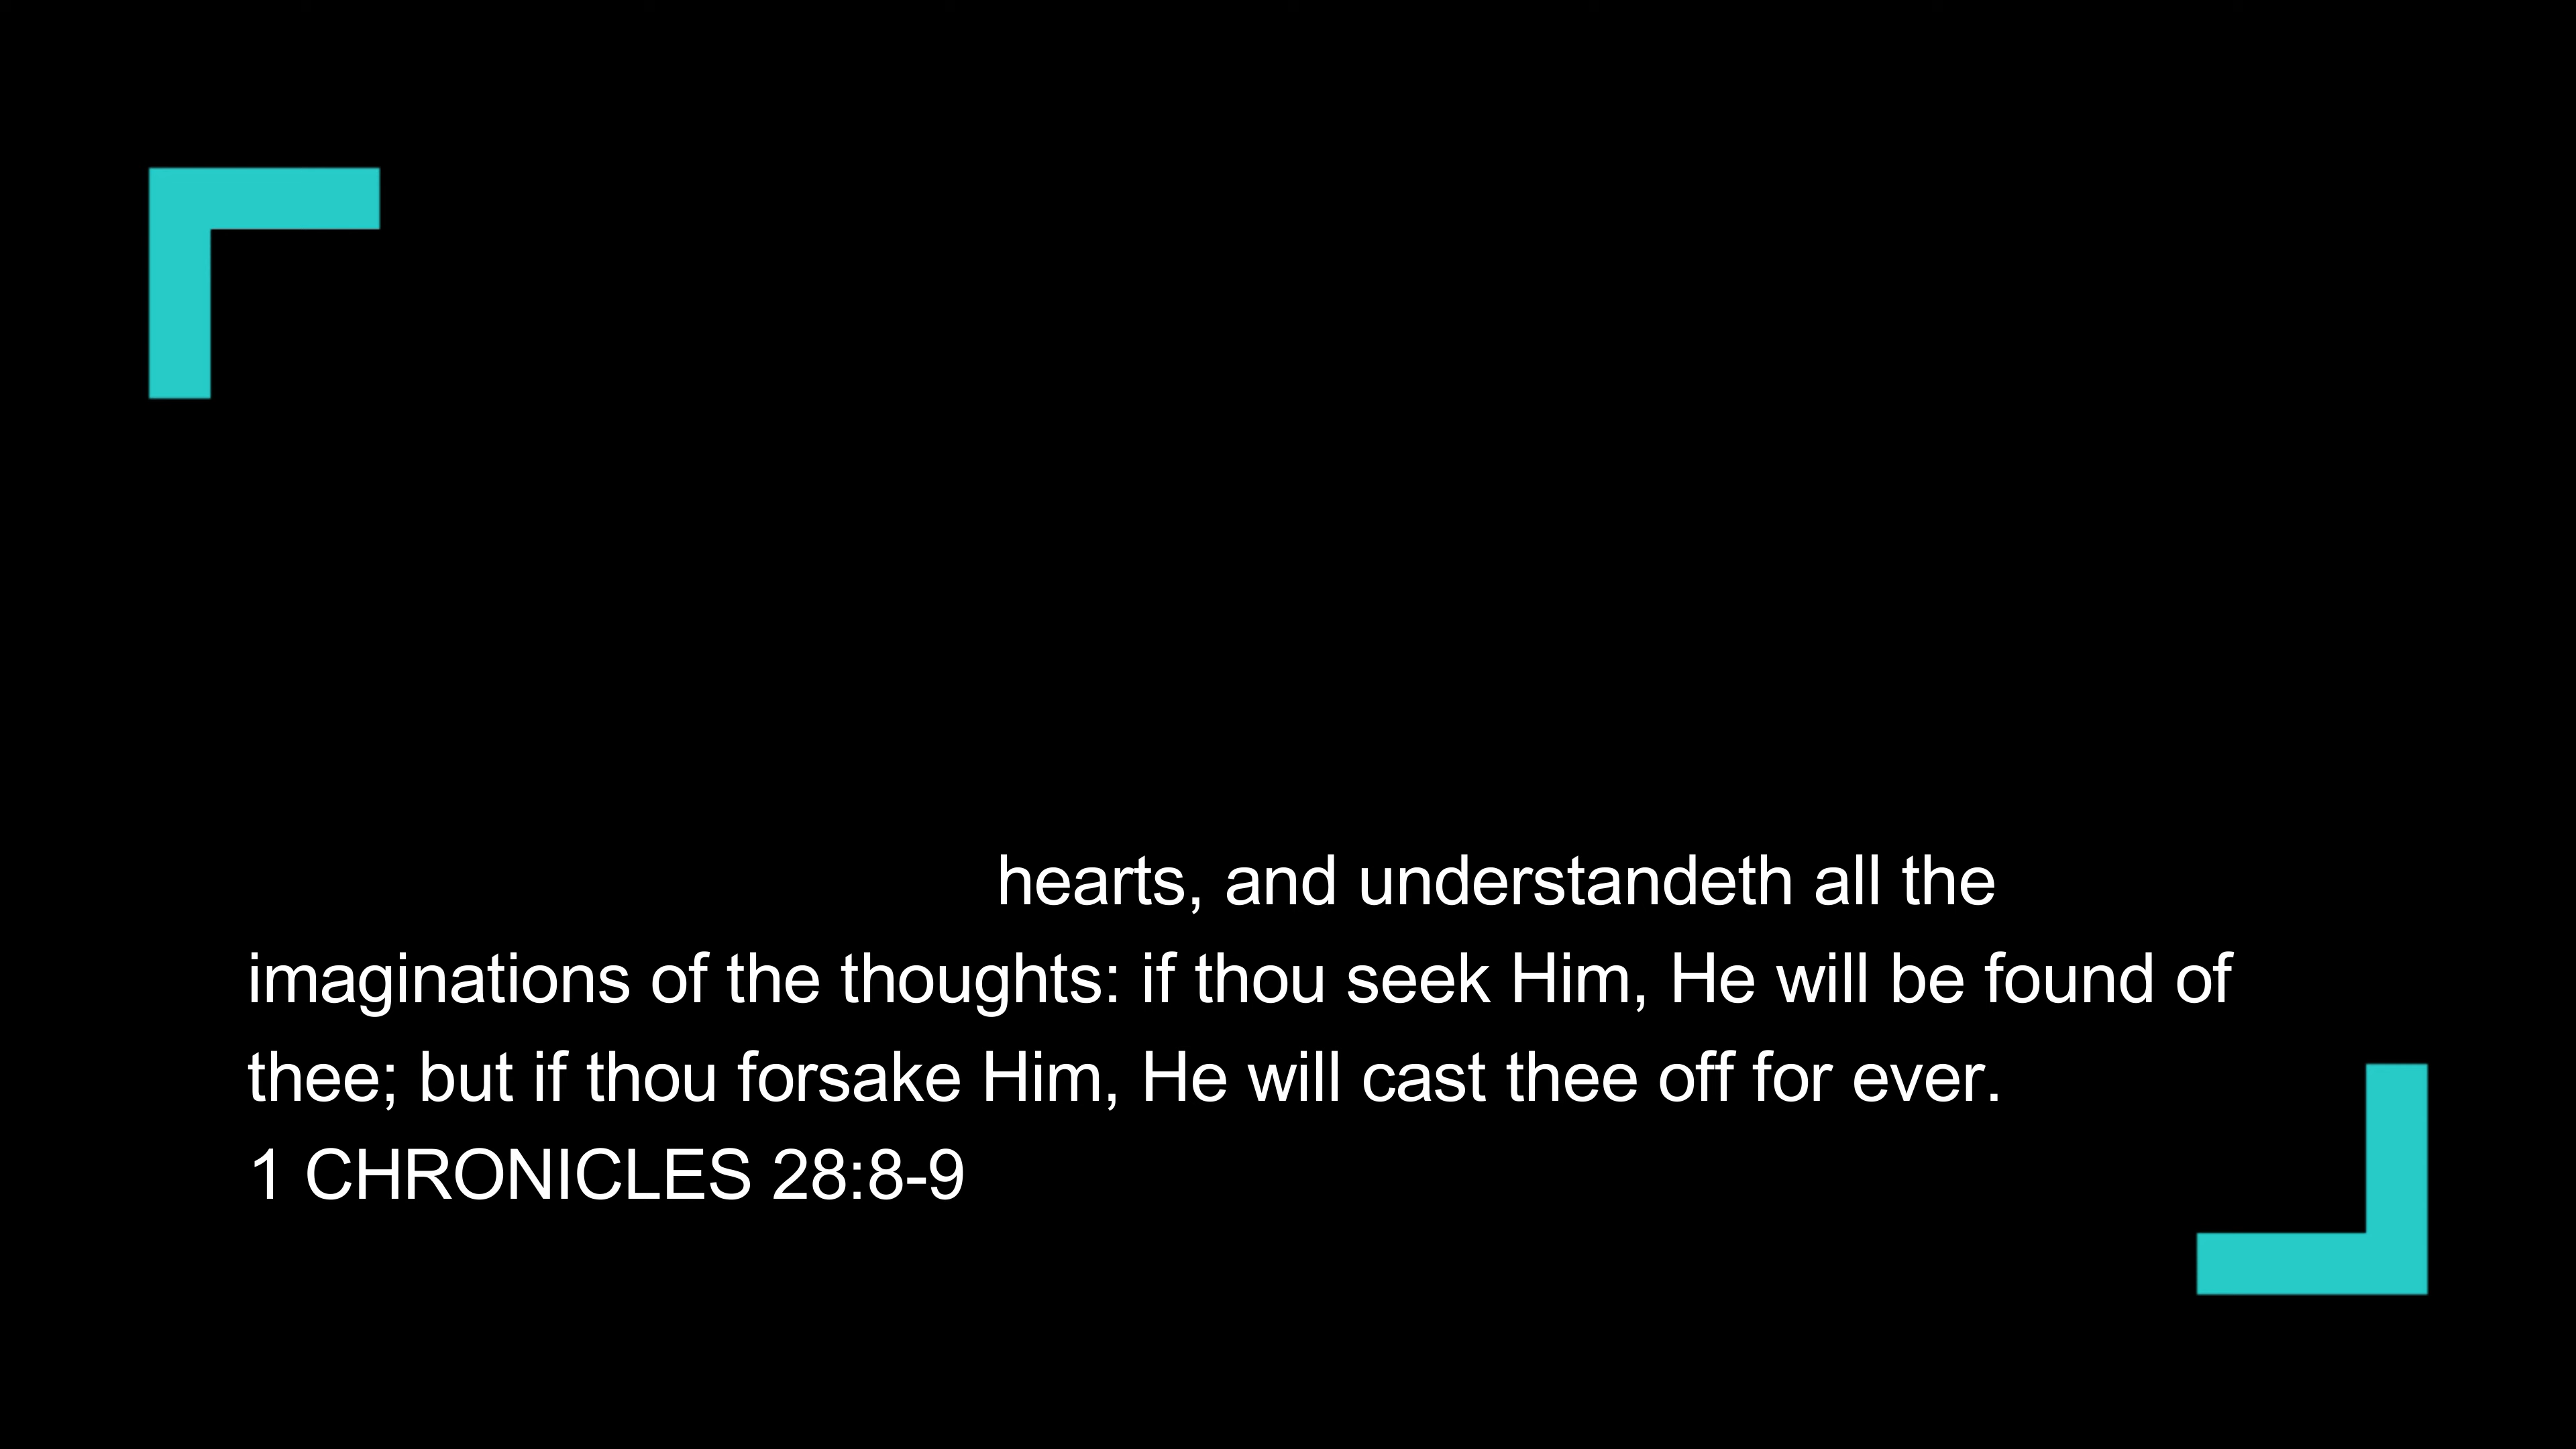 hearts, and understandeth all the
imaginations of the thoughts: if thou seek Him, He will be found of
thee; but if thou forsake Him, He will cast thee off for ever.
1 CHRONICLES 28:8-9